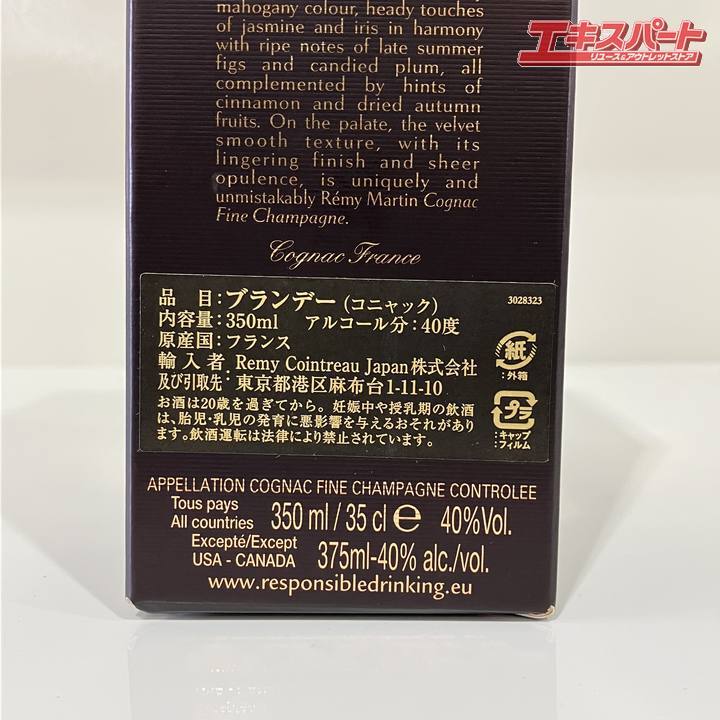 エキスパート
リユース&アウトレットストア
mahogany colour, heady touches
of jasmine and iris in harmony
with ripe notes of late summer
figs and candied plum, all
complemented by hints of
cinnamon and dried autumn
fruits. On the palate, the velvet
smooth texture, with its
lingering finish and sheer
opulence, is uniquely and
unmistakably Rémy Martin Cognac
Fine Champagne.
Cognac France
品 目:ブランデー(コニャック)
3028323
内容量:350ml アルコール分:40度
原産国:フランス
輸入者 Remy Cointreau Japan株式会社
及び引取先:東京都港区麻布台1-11-10
お酒は20歳を過ぎてから。妊娠中や授乳期の飲酒
は、胎児・乳児の発育に悪影響を与えるおそれがあり
ます。飲酒運転は法律により禁止されています。
紙
:外箱
プラ
:キャップ
:フィルム
APPELLATION COGNAC FINE CHAMPAGNE CONTROLEE
Tous pays
All countries 350 ml / 35 cl e 40%Vol.
Excepté/Except
USA - CANADA 375ml-40% alc./vol.
www.responsibledrinking.eu